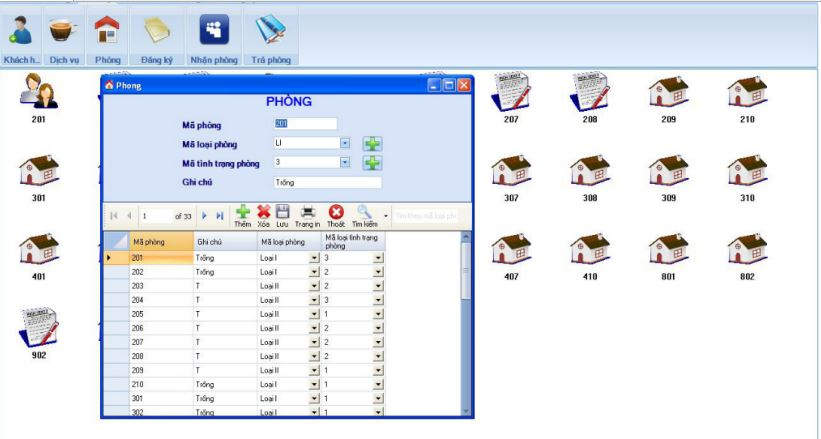 Khách h... Dịch vụ Phòng Đăng ký Nhận phòng Trả phòng
Phong
PHÒNG
Mã phòng 201
Mã loại phòng LI
Mã tình trạng phòng 3
Ghi chú Trống
1 of 33 Thêm Xóa Lưu Trang in Thoát Tìm kiếm Tìm theo mã loại phò
Mã phòng Ghi chú Mã loại phòng Mã loại tình trạng phòng
201 Trống Loại I 3
202 Trống Loại I 2
203 T Loại II 2
204 T Loại II 3
205 T Loại II 1
206 T Loại II 2
207 T Loại II 2
208 T Loại II 2
209 T Loại II 1
210 Trống Loại I 1
301 Trống Loại I 1
302 Trống Loại I 1
201 207 208 209 210
301 307 308 309 310
401 407 410 801 802
902